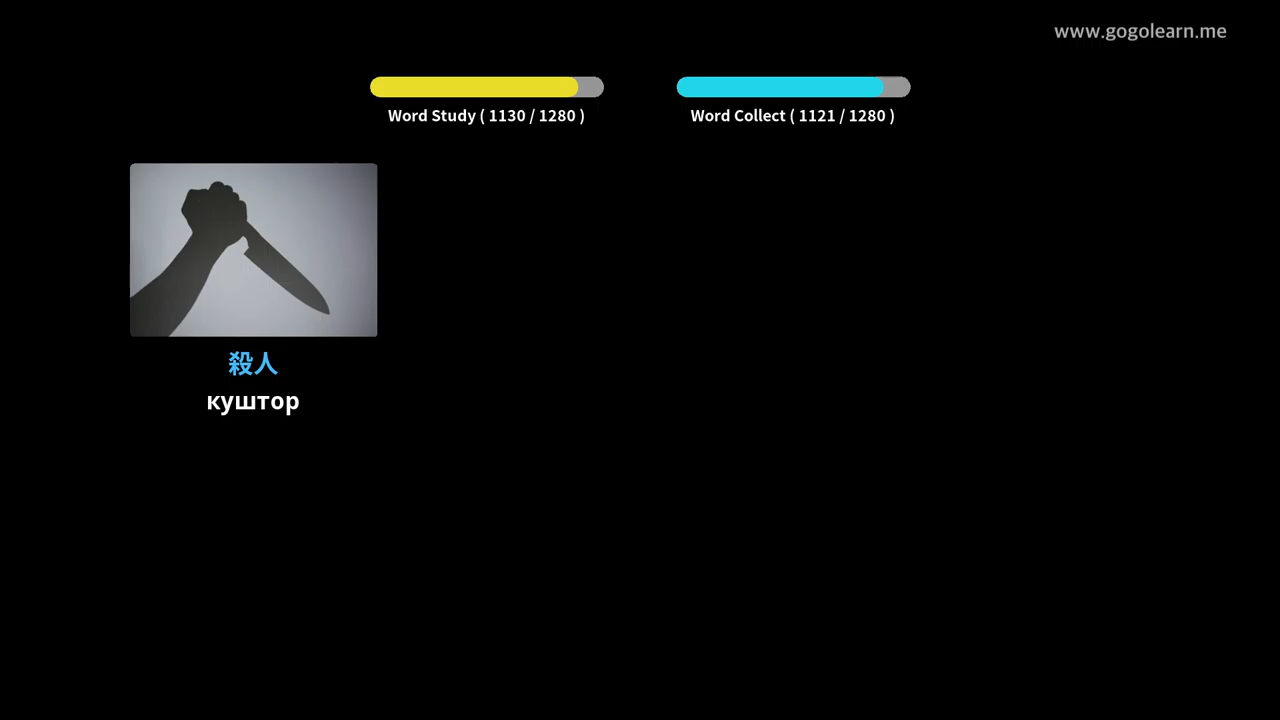 www.gogolearn.me
Word Study ( 1130 / 1280 )
Word Collect ( 1121 / 1280 )
殺人
куштор